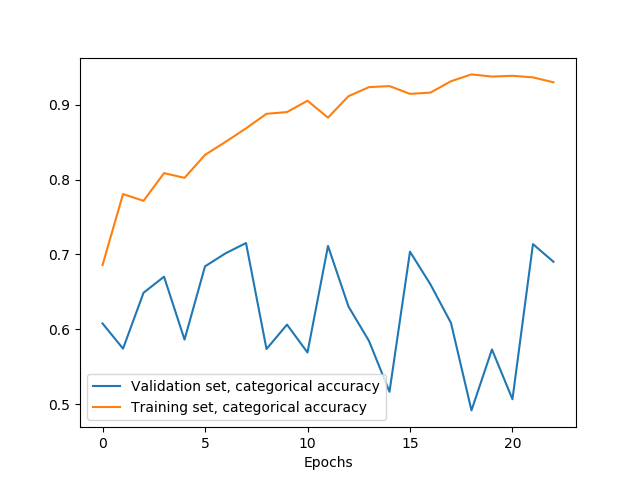 0.9
0.8
0.7
0.6
0.5
Validation set, categorical accuracy
Training set, categorical accuracy
0 5 10 15 20
Epochs